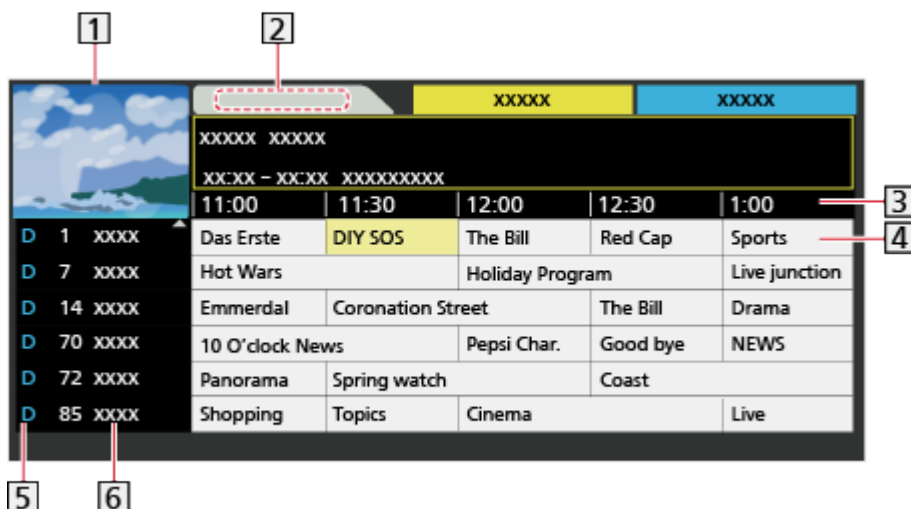 1 2
XXXXX XXXXX
XXXXX XXXXX
XX:XX – XX:XX XXXXXXXXX
11:00 11:30 12:00 12:30 1:00 3
D 1 XXXX Das Erste DIY SOS The Bill Red Cap Sports 4
D 7 XXXX Hot Wars Holiday Program Live junction
D 14 XXXX Emmerdal Coronation Street The Bill Drama
D 70 XXXX 10 O'clock News Pepsi Char. Good bye NEWS
D 72 XXXX Panorama Spring watch Coast
D 85 XXXX Shopping Topics Cinema Live
5 6